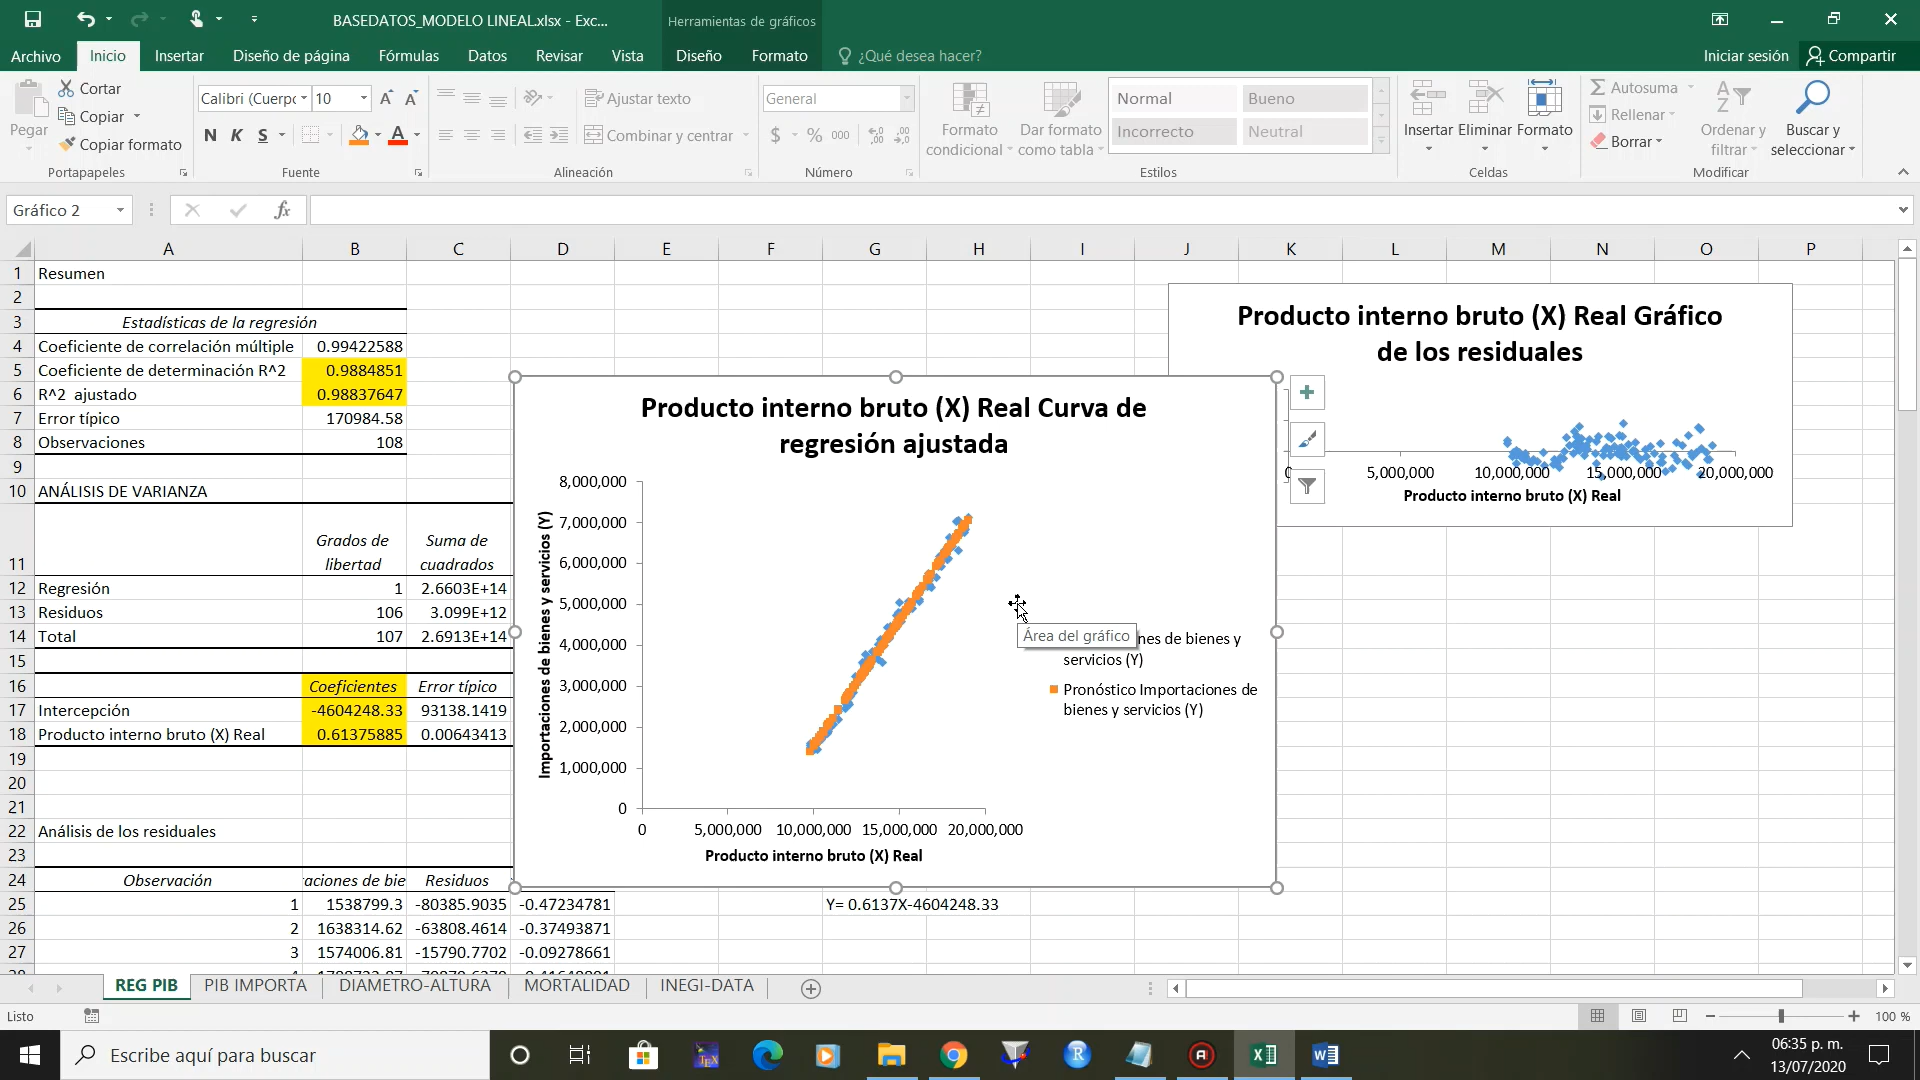 BASEDATOS_MODELO LINEAL.xlsx - Exc...
Herramientas de gráficos
Archivo
Inicio
Insertar
Diseño de página
Fórmulas
Datos
Revisar
Vista
Diseño
Formato
¿Qué desea hacer?
Iniciar sesión
Compartir
Pegar
Cortar
Copiar
Copiar formato
Portapapeles
Calibri (Cuerpo
10
N K S
Fuente
Ajustar texto
Combinar y centrar
Alineación
General
$ % 000
Número
Formato
condicional
Dar formato
como tabla
Normal
Bueno
Incorrecto
Neutral
Estilos
Insertar
Eliminar
Formato
Celdas
Autosuma
Rellenar
Borrar
Ordenar y
filtrar
Buscar y
seleccionar
Modificar
Gráfico 2
fx
A B C D E F G H I J K L M N O P
1 Resumen
2
3 Estadísticas de la regresión
4 Coeficiente de correlación múltiple 0.99422588
5 Coeficiente de determinación R^2 0.9884851
6 R^2 ajustado 0.98837647
7 Error típico 170984.58
8 Observaciones 108
9
10 ANÁLISIS DE VARIANZA
11 Grados de libertad Suma de cuadrados
12 Regresión 1 2.6603E+14
13 Residuos 106 3.099E+12
14 Total 107 2.6913E+14
15
16 Coeficientes Error típico
17 Intercepción -4604248.33 93138.1419
18 Producto interno bruto (X) Real 0.61375885 0.00643413
19
20
21
22 Análisis de los residuales
23
24 Observación aciones de bie Residuos
25 1 1538799.3 -80385.9035 -0.47234781 Y= 0.6137X-4604248.33
26 2 1638314.62 -63808.4614 -0.37493871
27 3 1574006.81 -15790.7702 -0.09278661
Producto interno bruto (X) Real Curva de
regresión ajustada
Importaciones de bienes y servicios (Y)
8,000,000
7,000,000
6,000,000
5,000,000
4,000,000
3,000,000
2,000,000
1,000,000
0
0 5,000,000 10,000,000 15,000,000 20,000,000
Producto interno bruto (X) Real
Área del gráfico
nes de bienes y
servicios (Y)
Pronóstico Importaciones de
bienes y servicios (Y)
Producto interno bruto (X) Real Gráfico
de los residuales
0 5,000,000 10,000,000 15,000,000 20,000,000
Producto interno bruto (X) Real
REG PIB
PIB IMPORTA
DIAMETRO-ALTURA
MORTALIDAD
INEGI-DATA
Listo
100 %
Escribe aquí para buscar
06:35 p. m.
13/07/2020